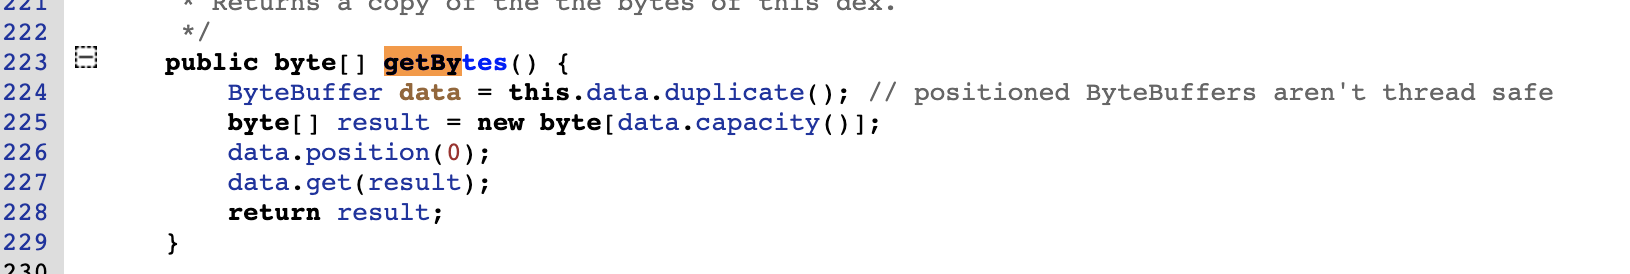 221 * Returns a copy of the the bytes of this dex.
222 */
223 public byte[] getBytes() {
224 ByteBuffer data = this.data.duplicate(); // positioned ByteBuffers aren't thread safe
225 byte[] result = new byte[data.capacity()];
226 data.position(0);
227 data.get(result);
228 return result;
229 }
230